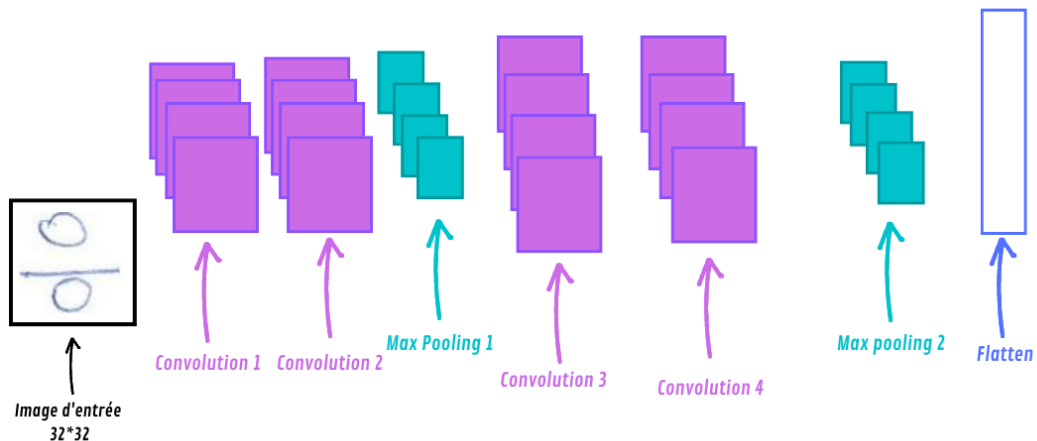 Convolution 1
Convolution 2
Max Pooling 1
Convolution 3
Convolution 4
Max pooling 2
Flatten
Image d'entrée
32*32